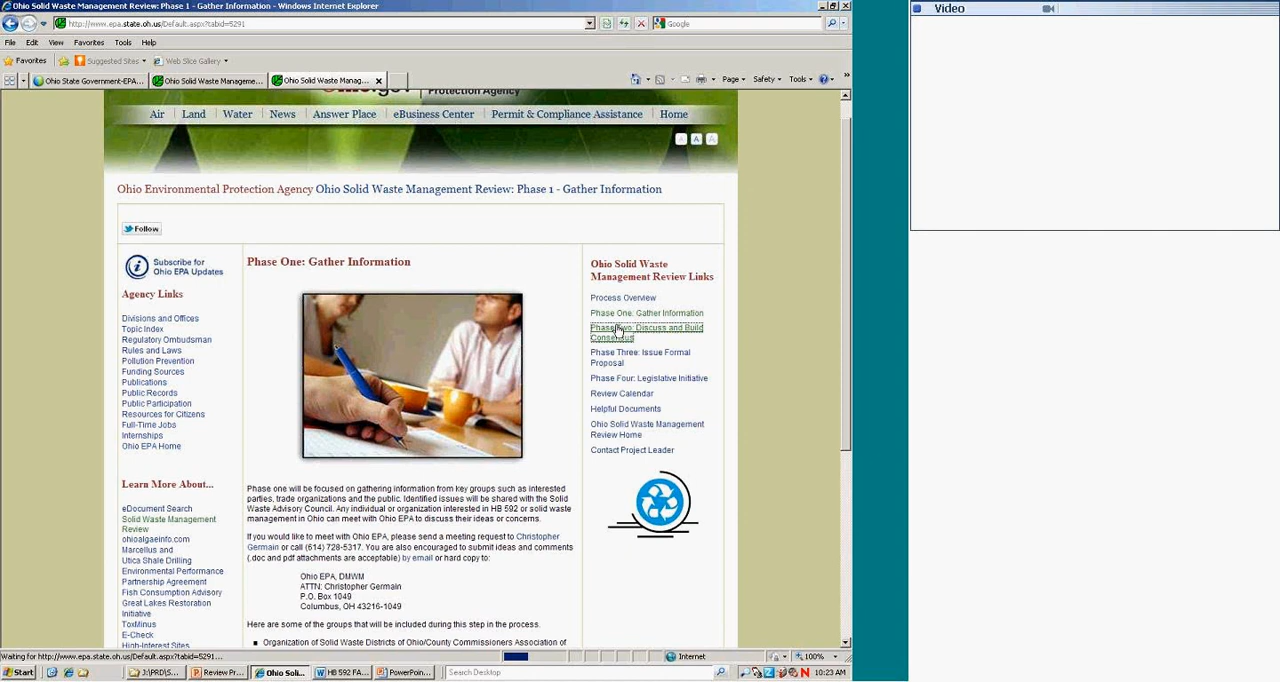 Ohio Solid Waste Management Review: Phase 1 - Gather Information - Windows Internet Explorer
Video
http://www.epa.state.oh.us/Default.aspx?tabid=5291
Google
File Edit View Favorites Tools Help
Favorites Suggested Sites Web Slice Gallery
Ohio State Government-EPA... Ohio Solid Waste Manageme... Ohio Solid Waste Manag...
Page Safety Tools
Protection Agency
Air Land Water News Answer Place eBusiness Center Permit & Compliance Assistance Home
A A A
Ohio Environmental Protection Agency Ohio Solid Waste Management Review: Phase 1 - Gather Information
Follow
Subscribe for
Ohio EPA Updates
Agency Links
Divisions and Offices
Topic Index
Regulatory Ombudsman
Rules and Laws
Pollution Prevention
Funding Sources
Publications
Public Records
Public Participation
Resources for Citizens
Full-Time Jobs
Internships
Ohio EPA Home
Learn More About...
eDocument Search
Solid Waste Management
Review
ohioalgaeinfo.com
Marcellus and
Utica Shale Drilling
Environmental Performance
Partnership Agreement
Fish Consumption Advisory
Great Lakes Restoration
Initiative
ToxMinus
E-Check
High-Interest Sites
Phase One: Gather Information
Phase one will be focused on gathering information from key groups such as interested
parties, trade organizations and the public. Identified issues will be shared with the Solid
Waste Advisory Council. Any individual or organization interested in HB 592 or solid waste
management in Ohio can meet with Ohio EPA to discuss their ideas or concerns.
If you would like to meet with Ohio EPA, please send a meeting request to Christopher
Germain or call (614) 728-5317. You are also encouraged to submit ideas and comments
(.doc and pdf attachments are acceptable) by email or hard copy to:
Ohio EPA, DMWM
ATTN: Christopher Germain
P.O. Box 1049
Columbus, OH 43216-1049
Here are some of the groups that will be included during this step in the process.
Organization of Solid Waste Districts of Ohio/County Commissioners Association of
Ohio Solid Waste
Management Review Links
Process Overview
Phase One: Gather Information
Phase Two: Discuss and Build
Consensus
Phase Three: Issue Formal
Proposal
Phase Four: Legislative Initiative
Review Calendar
Helpful Documents
Ohio Solid Waste Management
Review Home
Contact Project Leader
Waiting for http://www.epa.state.oh.us/Default.aspx?tabid=5291...
Internet
100%
Start J:\PRD\S... Review Pr... Ohio Soli... HB 592 FA... PowerPoin... Search Desktop 10:23 AM